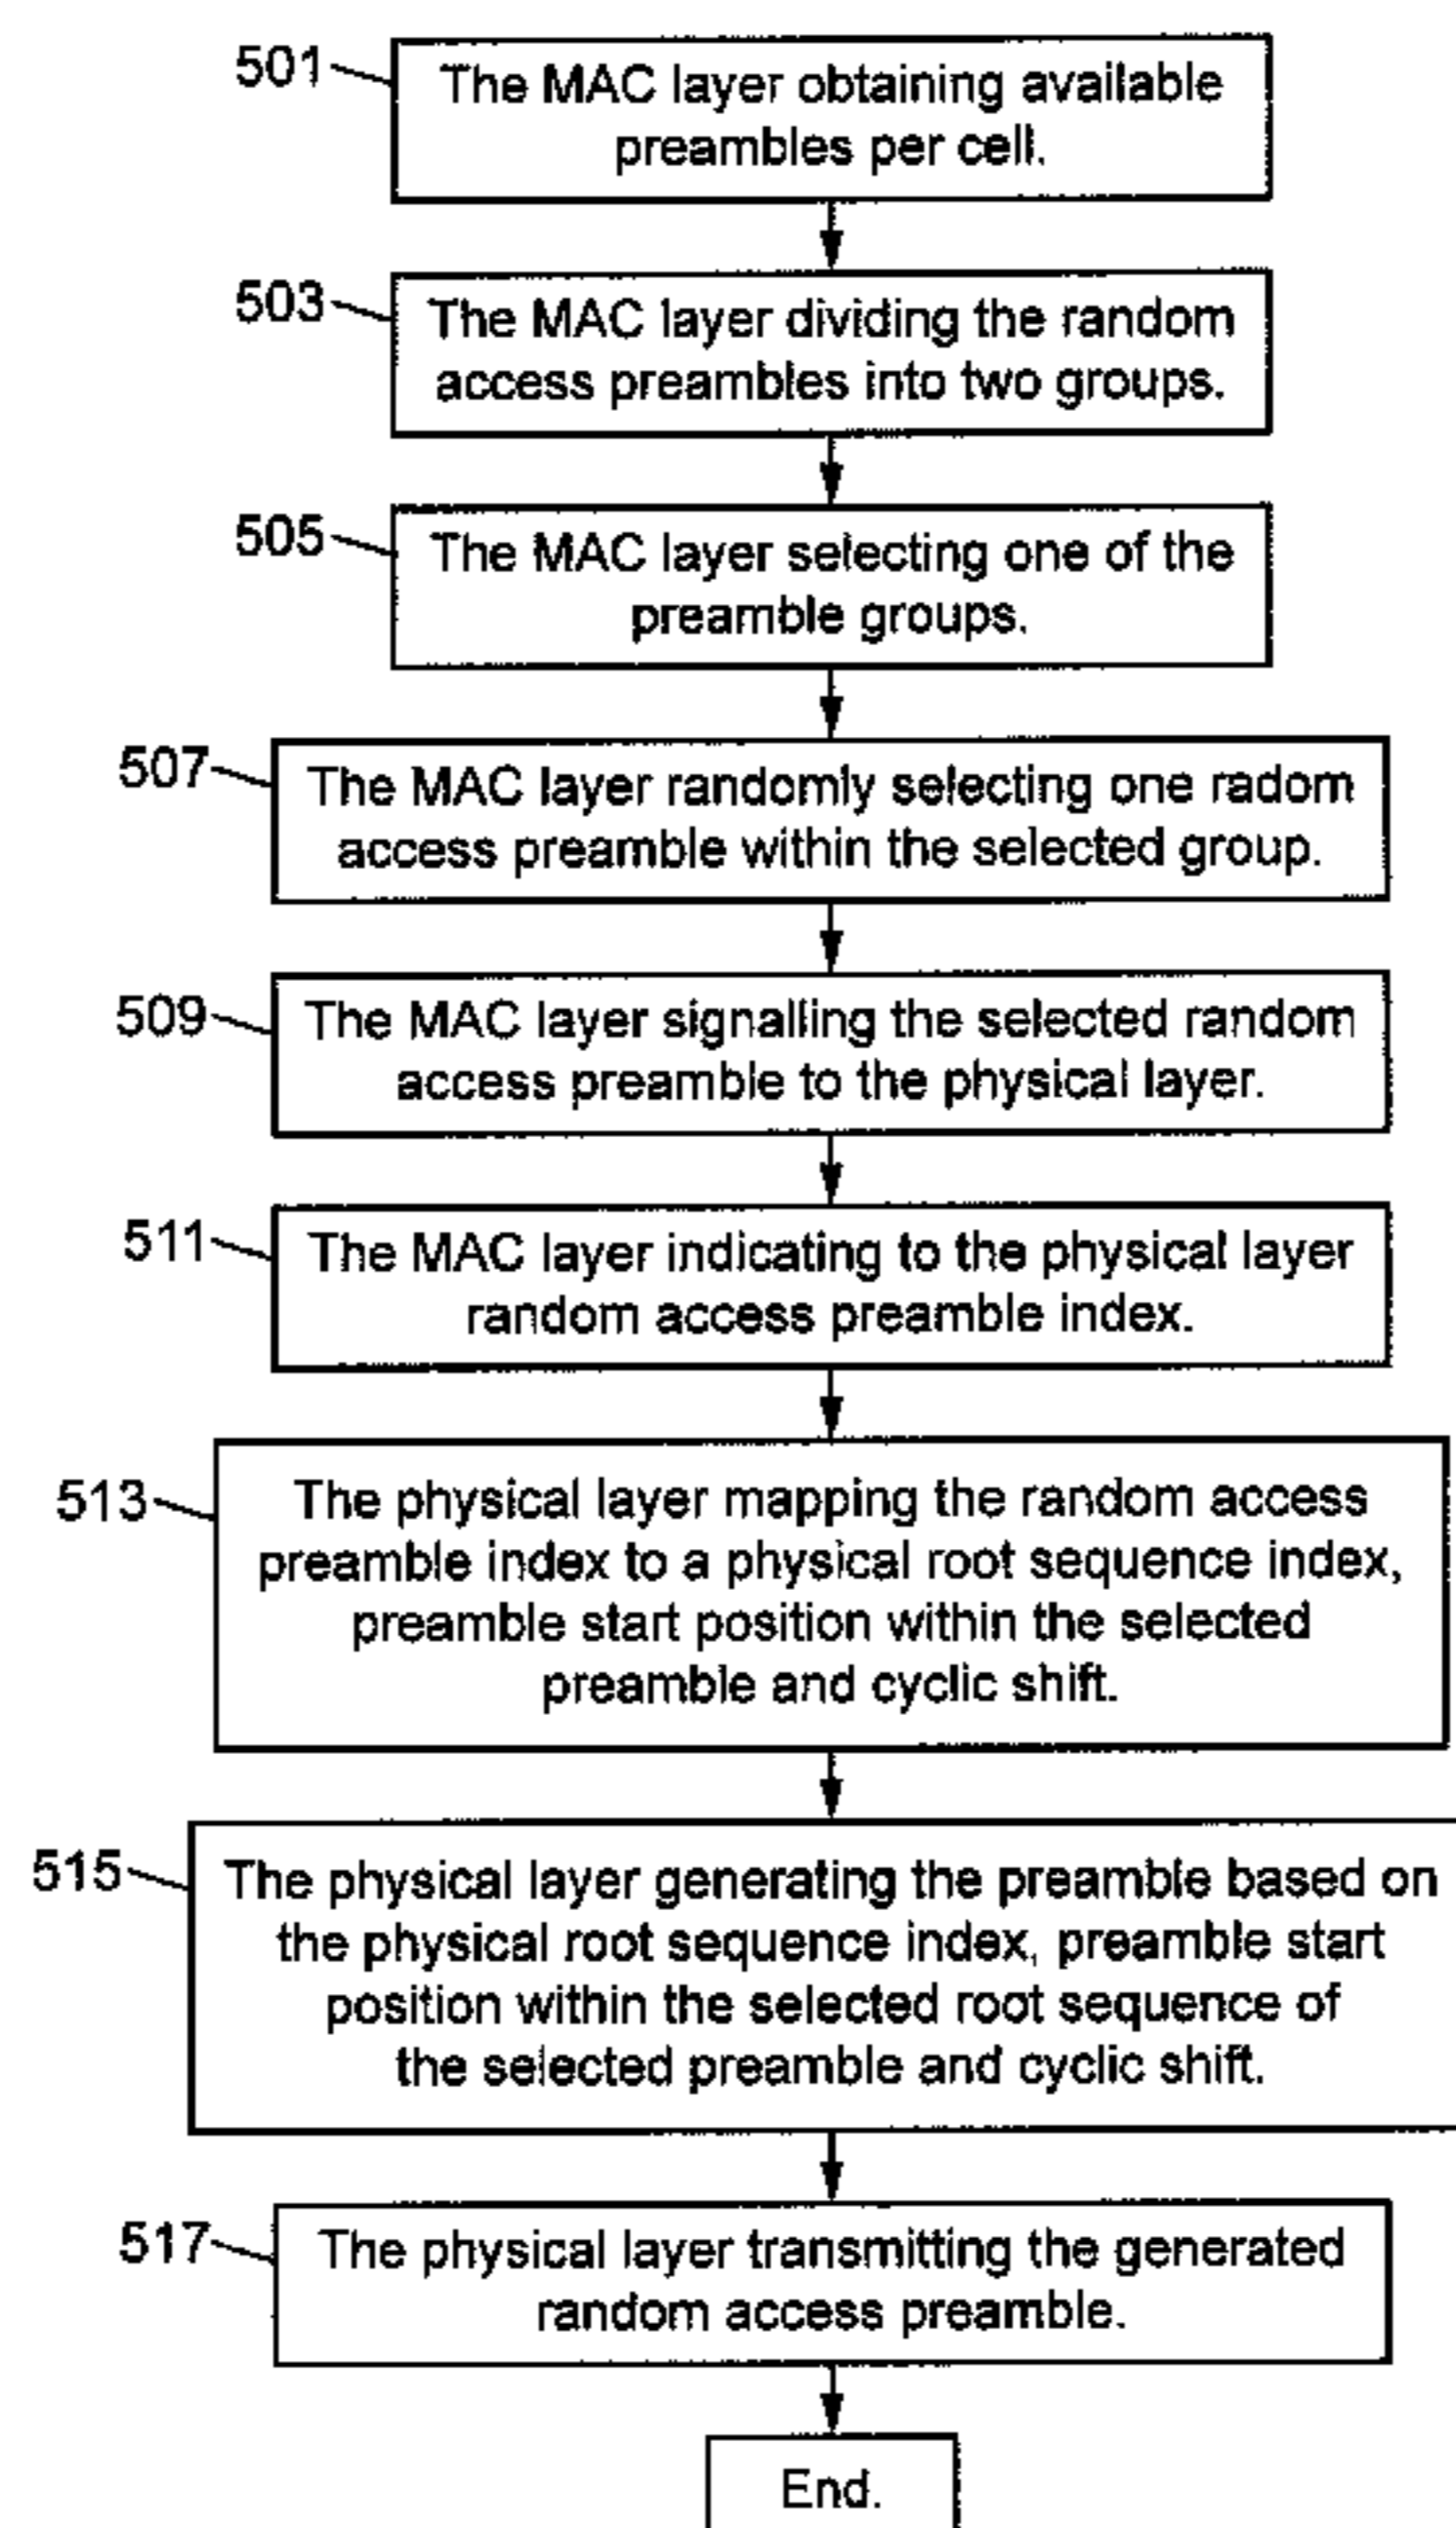 501
The MAC layer obtaining available
preambles per cell.
503
The MAC layer dividing the random
access preambles into two groups.
505
The MAC layer selecting one of the
preamble groups.
507
The MAC layer randomly selecting one radom
access preamble within the selected group.
509
The MAC layer signalling the selected random
access preamble to the physical layer.
511
The MAC layer indicating to the physical layer
random access preamble index.
513
The physical layer mapping the random access
preamble index to a physical root sequence index,
preamble start position within the selected
preamble and cyclic shift.
515
The physical layer generating the preamble based on
the physical root sequence index, preamble start
position within the selected root sequence of
the selected preamble and cyclic shift.
517
The physical layer transmitting the generated
random access preamble.
End.